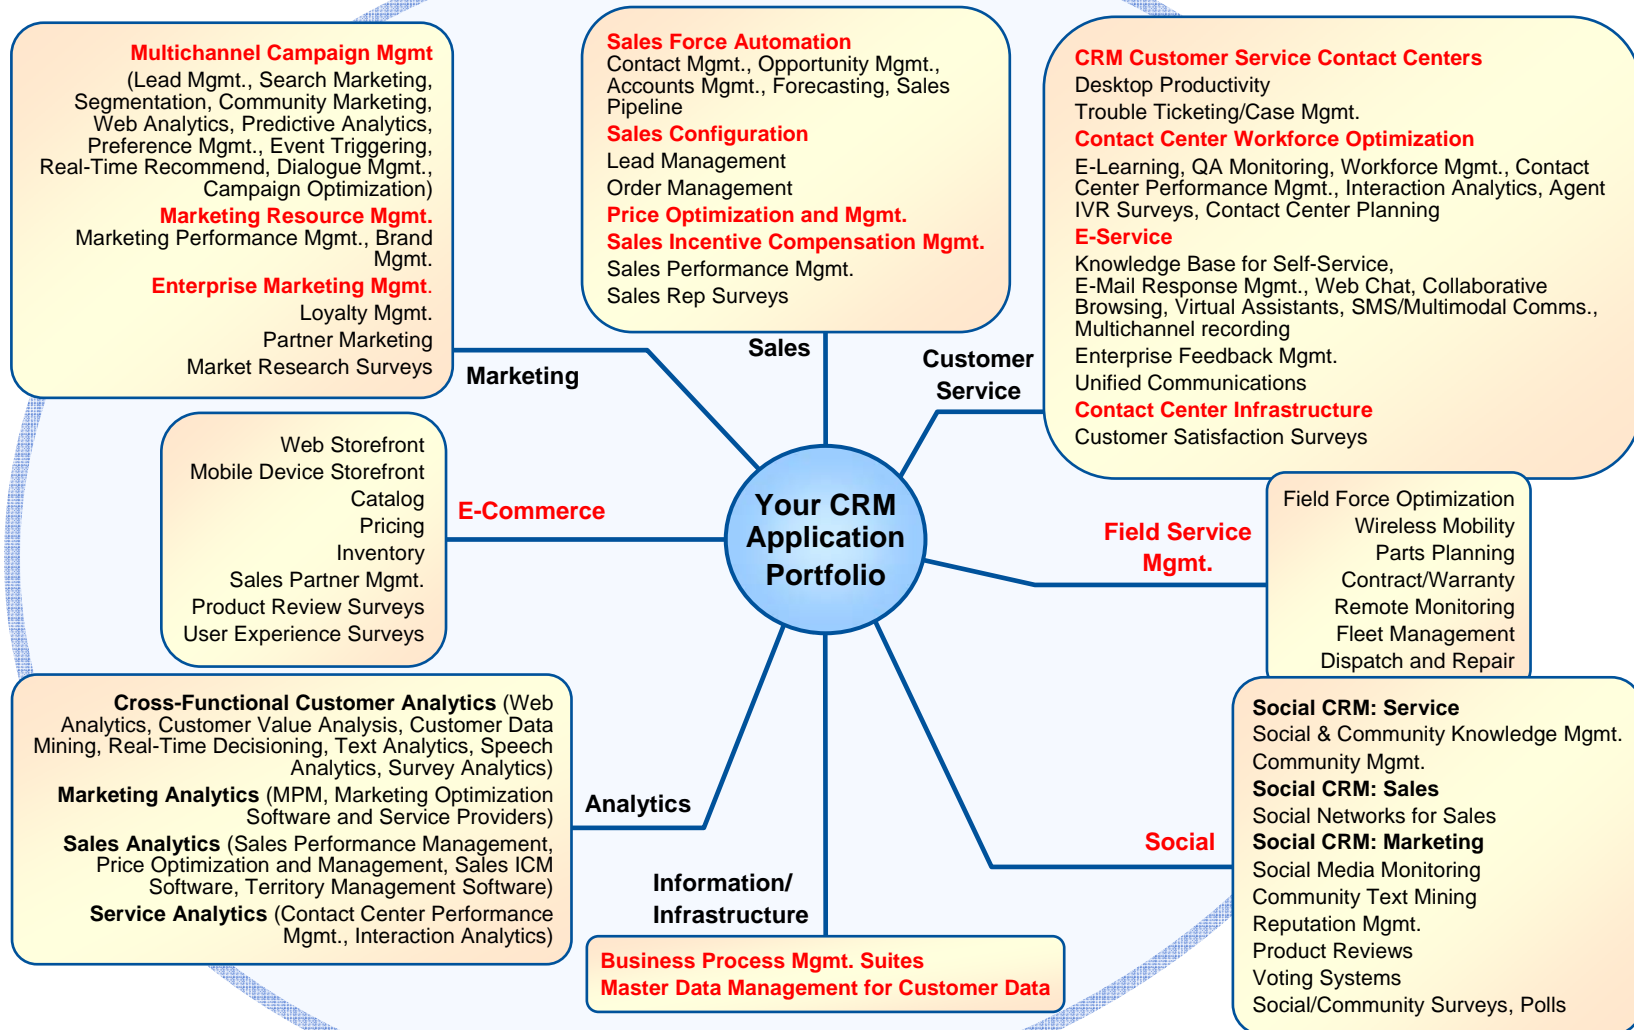 Multichannel Campaign Mgmt
(Lead Mgmt., Search Marketing,
Segmentation, Community Marketing,
Web Analytics, Predictive Analytics,
Preference Mgmt., Event Triggering,
Real-Time Recommend, Dialogue Mgmt.,
Campaign Optimization)
Marketing Resource Mgmt.
Marketing Performance Mgmt., Brand
Mgmt.
Enterprise Marketing Mgmt.
Loyalty Mgmt.
Partner Marketing
Market Research Surveys
Marketing
Sales Force Automation
Contact Mgmt., Opportunity Mgmt.,
Accounts Mgmt., Forecasting, Sales
Pipeline
Sales Configuration
Lead Management
Order Management
Price Optimization and Mgmt.
Sales Incentive Compensation Mgmt.
Sales Performance Mgmt.
Sales Rep Surveys
Sales
CRM Customer Service Contact Centers
Desktop Productivity
Trouble Ticketing/Case Mgmt.
Contact Center Workforce Optimization
E-Learning, QA Monitoring, Workforce Mgmt., Contact
Center Performance Mgmt., Interaction Analytics, Agent
IVR Surveys, Contact Center Planning
E-Service
Knowledge Base for Self-Service,
E-Mail Response Mgmt., Web Chat, Collaborative
Browsing, Virtual Assistants, SMS/Multimodal Comms.,
Multichannel recording
Enterprise Feedback Mgmt.
Unified Communications
Contact Center Infrastructure
Customer Satisfaction Surveys
Customer
Service
Web Storefront
Mobile Device Storefront
Catalog
Pricing
Inventory
Sales Partner Mgmt.
Product Review Surveys
User Experience Surveys
E-Commerce
Your CRM
Application
Portfolio
Field Service
Mgmt.
Field Force Optimization
Wireless Mobility
Parts Planning
Contract/Warranty
Remote Monitoring
Fleet Management
Dispatch and Repair
Cross-Functional Customer Analytics (Web
Analytics, Customer Value Analysis, Customer Data
Mining, Real-Time Decisioning, Text Analytics, Speech
Analytics, Survey Analytics)
Marketing Analytics (MPM, Marketing Optimization
Software and Service Providers)
Sales Analytics (Sales Performance Management,
Price Optimization and Management, Sales ICM
Software, Territory Management Software)
Service Analytics (Contact Center Performance
Mgmt., Interaction Analytics)
Analytics
Information/
Infrastructure
Business Process Mgmt. Suites
Master Data Management for Customer Data
Social
Social CRM: Service
Social & Community Knowledge Mgmt.
Community Mgmt.
Social CRM: Sales
Social Networks for Sales
Social CRM: Marketing
Social Media Monitoring
Community Text Mining
Reputation Mgmt.
Product Reviews
Voting Systems
Social/Community Surveys, Polls